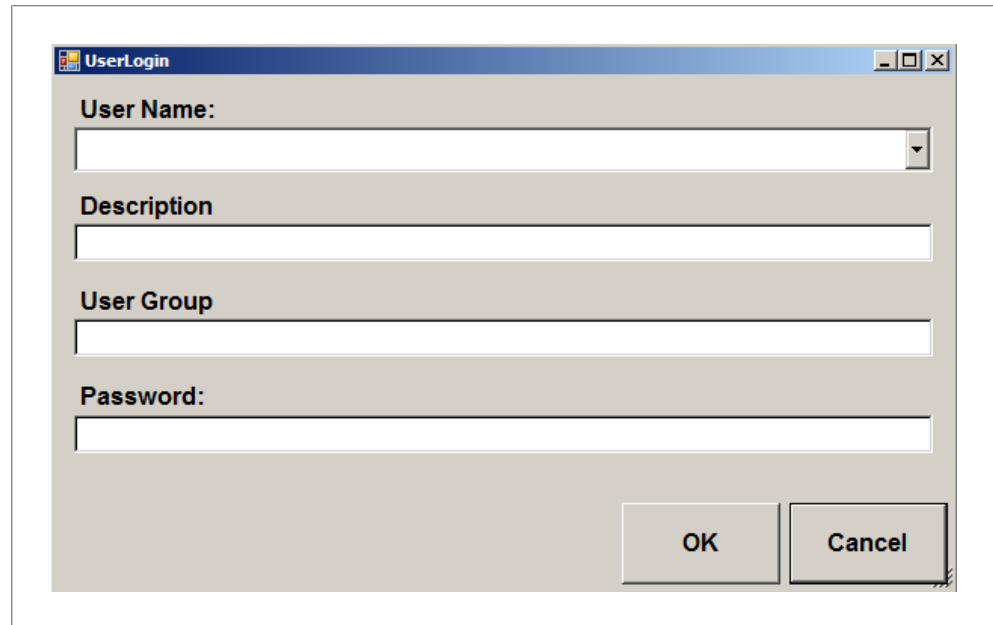 UserLogin
User Name:
Description
User Group
Password:
OK Cancel